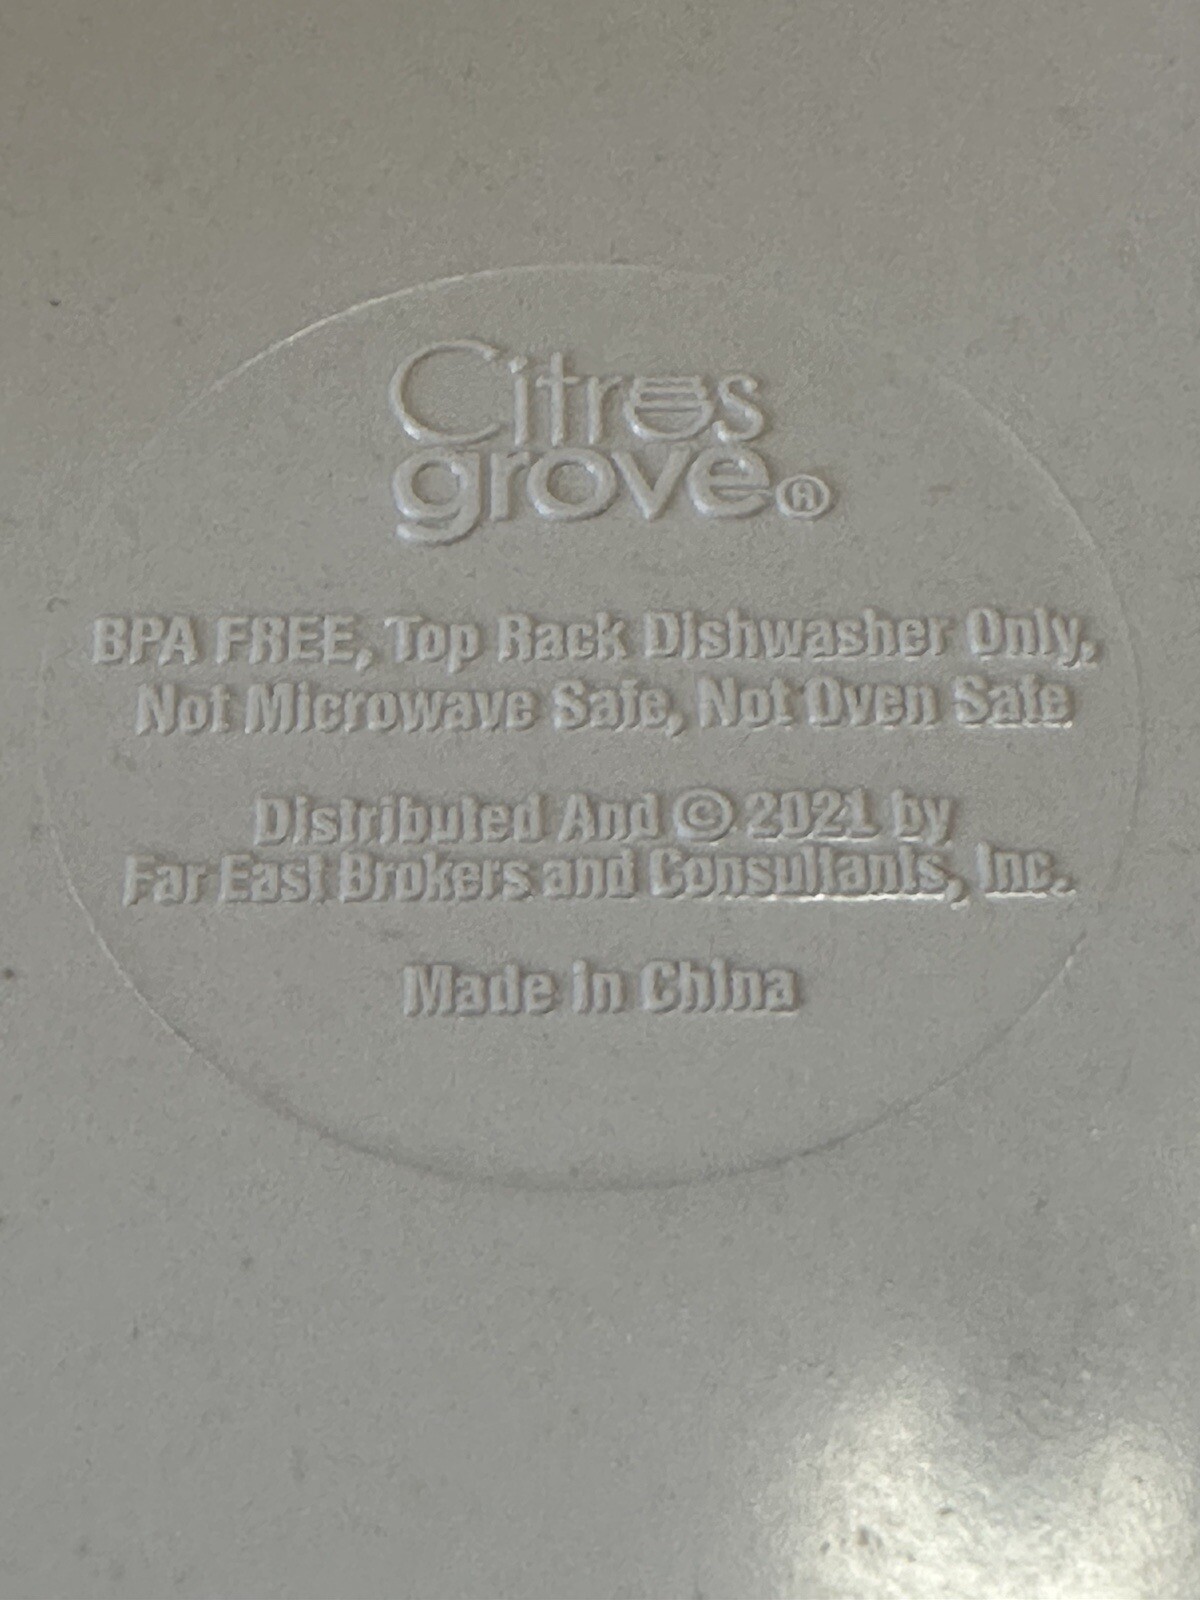 Citrus
grove®
BPA FREE, Top Rack Dishwasher Only,
Not Microwave Safe, Not Oven Safe
Distributed And © 2021 by
Far East Brokers and Consultants, Inc.
Made in China